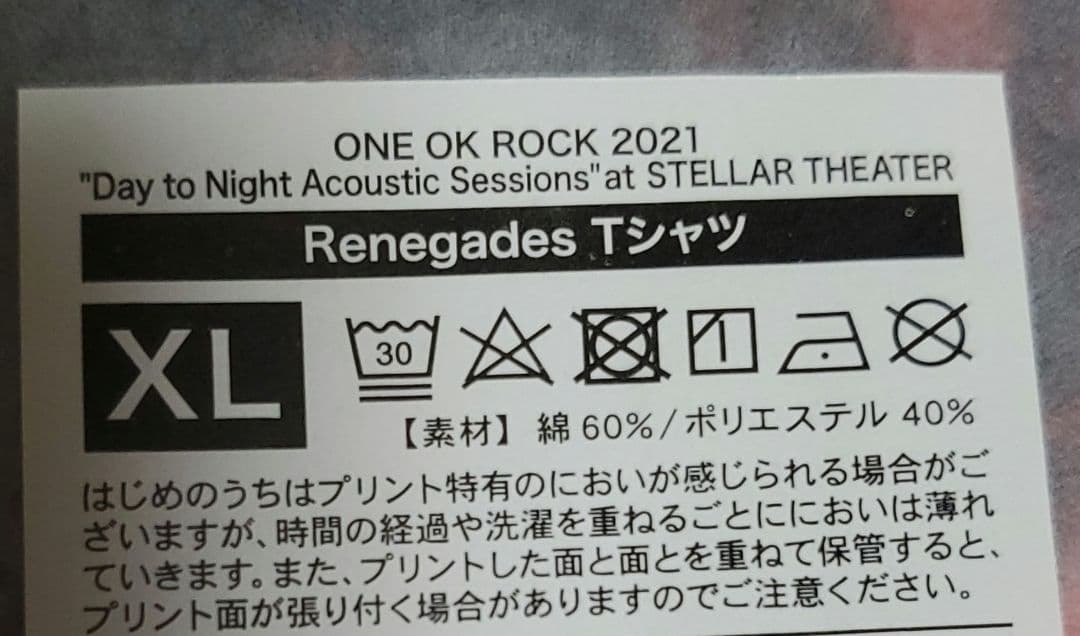 ONE OK ROCK 2021
"Day to Night Acoustic Sessions"at STELLAR THEATER
Renegades Tシャツ
XL
30
【素材】綿 60%/ポリエステル 40%
はじめのうちはプリント特有のにおいが感じられる場合がご
ざいますが、時間の経過や洗濯を重ねるごとににおいは薄れ
ていきます。また、プリントした面と面とを重ねて保管すると、
プリント面が張り付く場合がありますのでご注意ください。